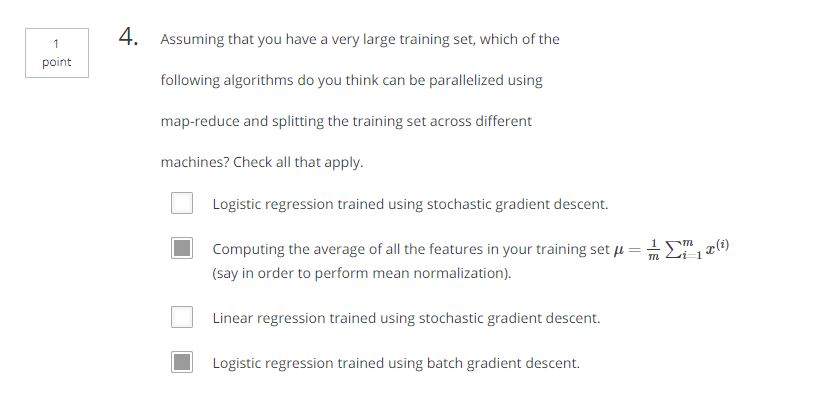 1
point
4.
Assuming that you have a very large training set, which of the
following algorithms do you think can be parallelized using
map-reduce and splitting the training set across different
machines? Check all that apply.
Logistic regression trained using stochastic gradient descent.
Computing the average of all the features in your training set μ = 1/m ∑_{i=1}^{m} x^{(i)}
(say in order to perform mean normalization).
Linear regression trained using stochastic gradient descent.
Logistic regression trained using batch gradient descent.